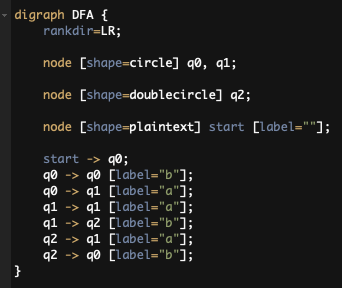 digraph DFA {
    rankdir=LR;
    node [shape=circle] q0, q1;
    node [shape=doublecircle] q2;
    node [shape=plaintext] start [label=""];
    start -> q0;
    q0 -> q0 [label="b"];
    q0 -> q1 [label="a"];
    q1 -> q1 [label="a"];
    q1 -> q2 [label="b"];
    q2 -> q1 [label="a"];
    q2 -> q0 [label="b"];
}